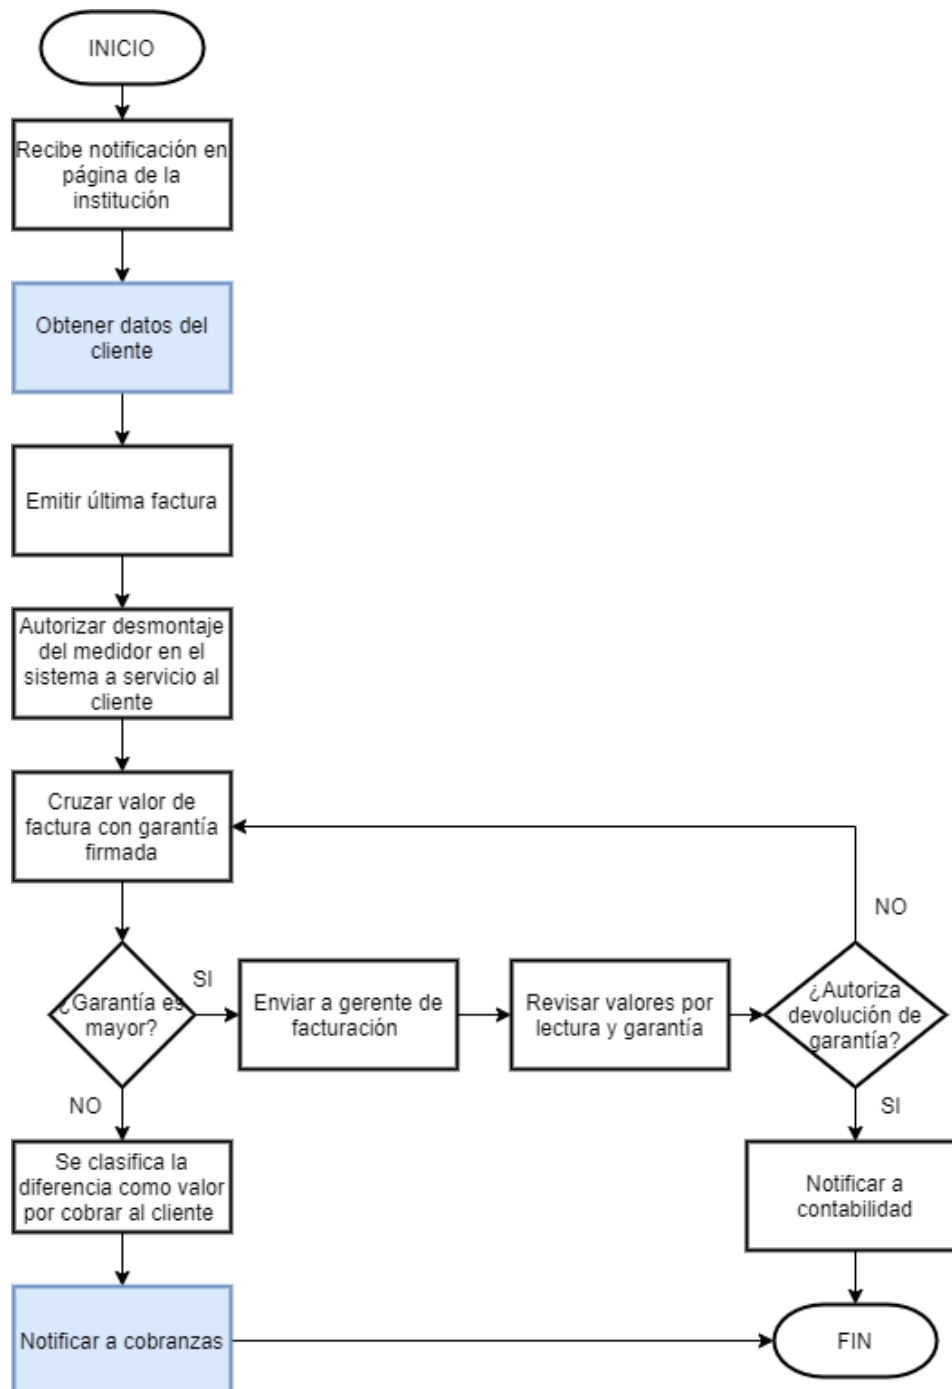 INICIO
Recibe notificación en
página de la
institución
Obtener datos del
cliente
Emitir última factura
Autorizar desmontaje
del medidor en el
sistema a servicio al
cliente
Cruzar valor de
factura con garantía
firmada
NO
¿Garantía es
mayor?
SI
Enviar a gerente de
facturación
Revisar valores por
lectura y garantía
¿Autoriza
devolución de
garantía?
NO
SI
Se clasifica la
diferencia como valor
por cobrar al cliente
Notificar a
contabilidad
Notificar a cobranzas
FIN